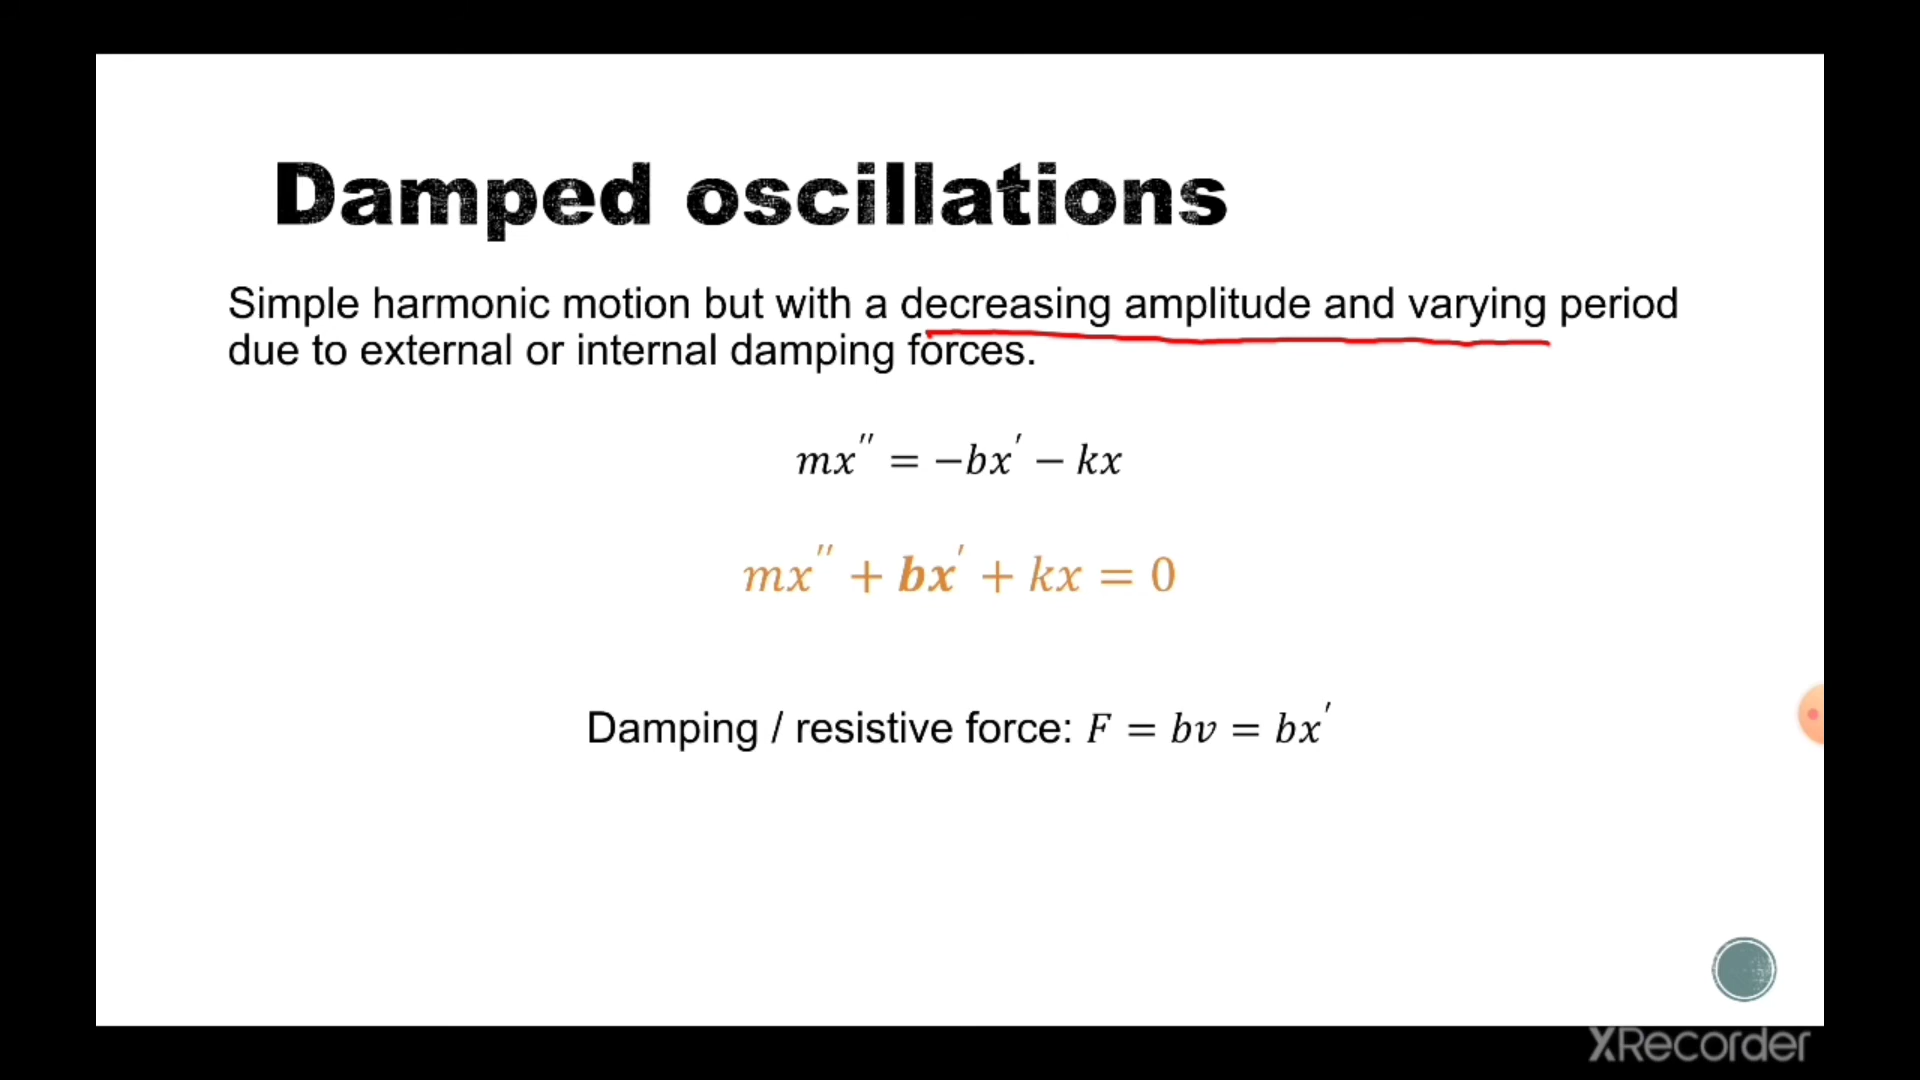 Damped oscillations
Simple harmonic motion but with a decreasing amplitude and varying period
due to external or internal damping forces.
mx'' = −bx' − kx
mx'' + bx' + kx = 0
Damping / resistive force: F = bv = bx'
XRecorder